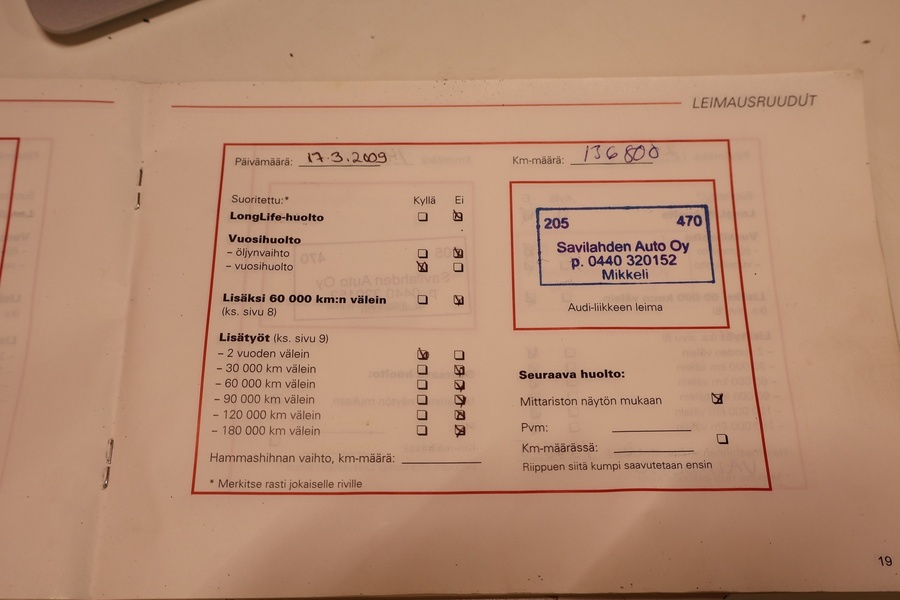 LEIMAUSRUUDUT
Päivämäärä: 17.3.2009
Km-määrä: 136800
Suoritettu:* Kyllä Ei
LongLife-huolto
Vuosihuolto
– öljynvaihto
– vuosihuolto
Lisäksi 60 000 km:n välein
(ks. sivu 8)
Lisätyöt (ks. sivu 9)
– 2 vuoden välein
– 30 000 km välein
– 60 000 km välein
– 90 000 km välein
– 120 000 km välein
– 180 000 km välein
Hammashihnan vaihto, km-määrä:
* Merkitse rasti jokaiselle riville
205 470
Savilahden Auto Oy
p. 0440 320152
Mikkeli
Audi-liikkeen leima
Seuraava huolto:
Mittariston näytön mukaan
Pvm:
Km-määrässä:
Riippuen siitä kumpi saavutetaan ensin
19